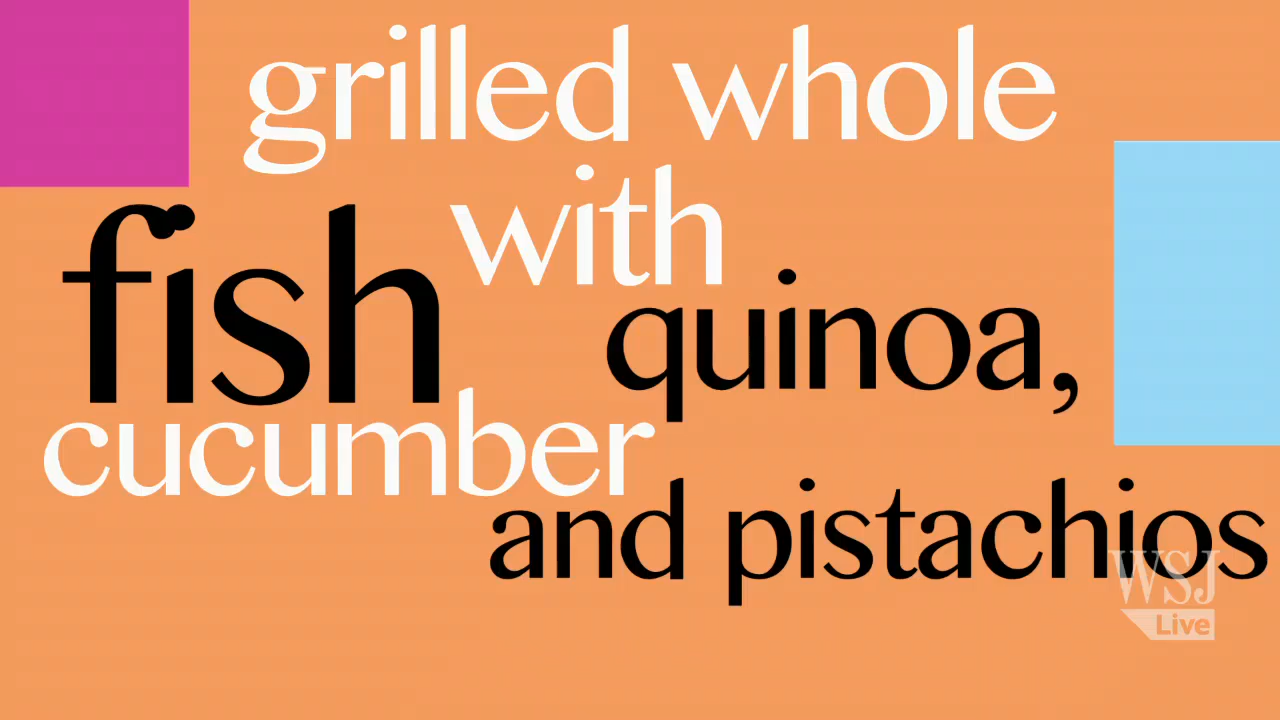 grilled whole
fish with
quinoa,
cucumber
and pistachios
WSJ
Live